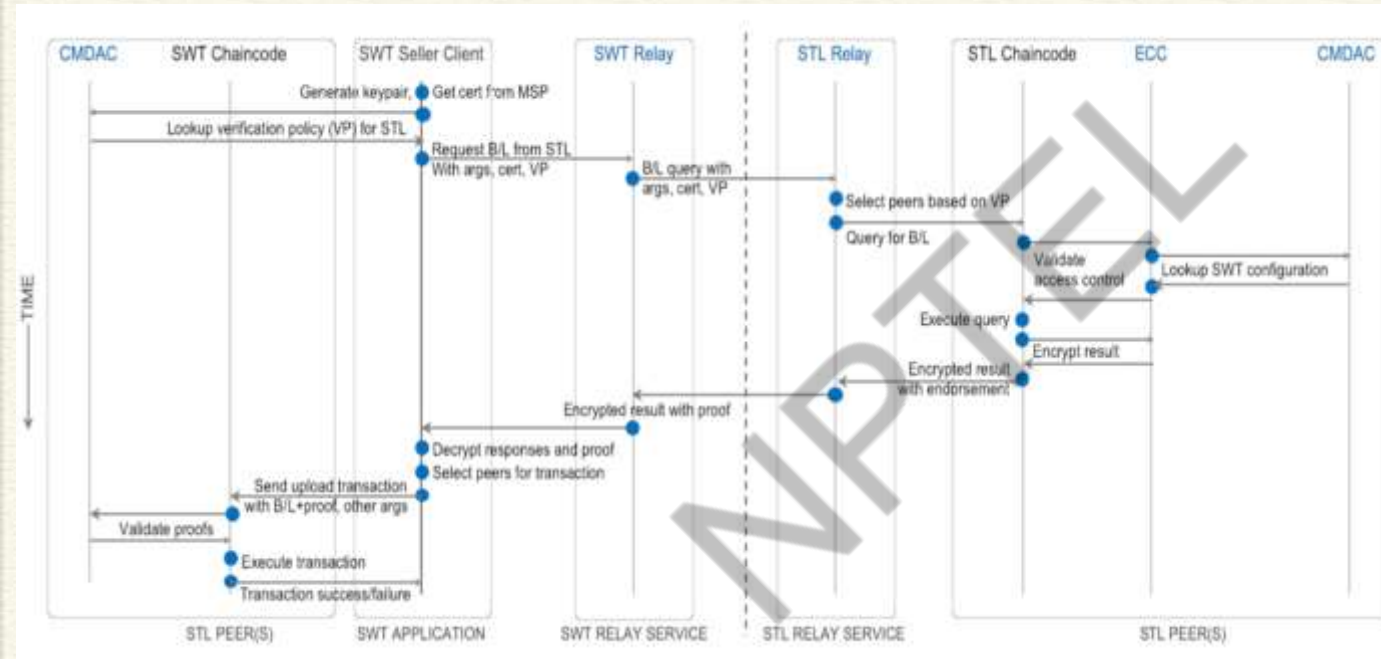 CMDAC SWT Chaincode SWT Seller Client SWT Relay STL Relay STL Chaincode ECC CMDAC
Generate keypair, Get cert from MSP
Lookup verification policy (VP) for STL
Request B/L from STL
With args, cert, VP
B/L query with
args, cert, VP
Select peers based on VP
Query for B/L
Validate
access control
Lookup SWT configuration
Execute query
Encrypt result
Encrypted result
with endorsement
Encrypted result with proof
Decrypt responses and proof
Select peers for transaction
Send upload transaction
with B/L+proof, other args
Validate proofs
Execute transaction
Transaction success/failure
TIME
STL PEER(S) SWT APPLICATION SWT RELAY SERVICE STL RELAY SERVICE STL PEER(S)
NPTEL